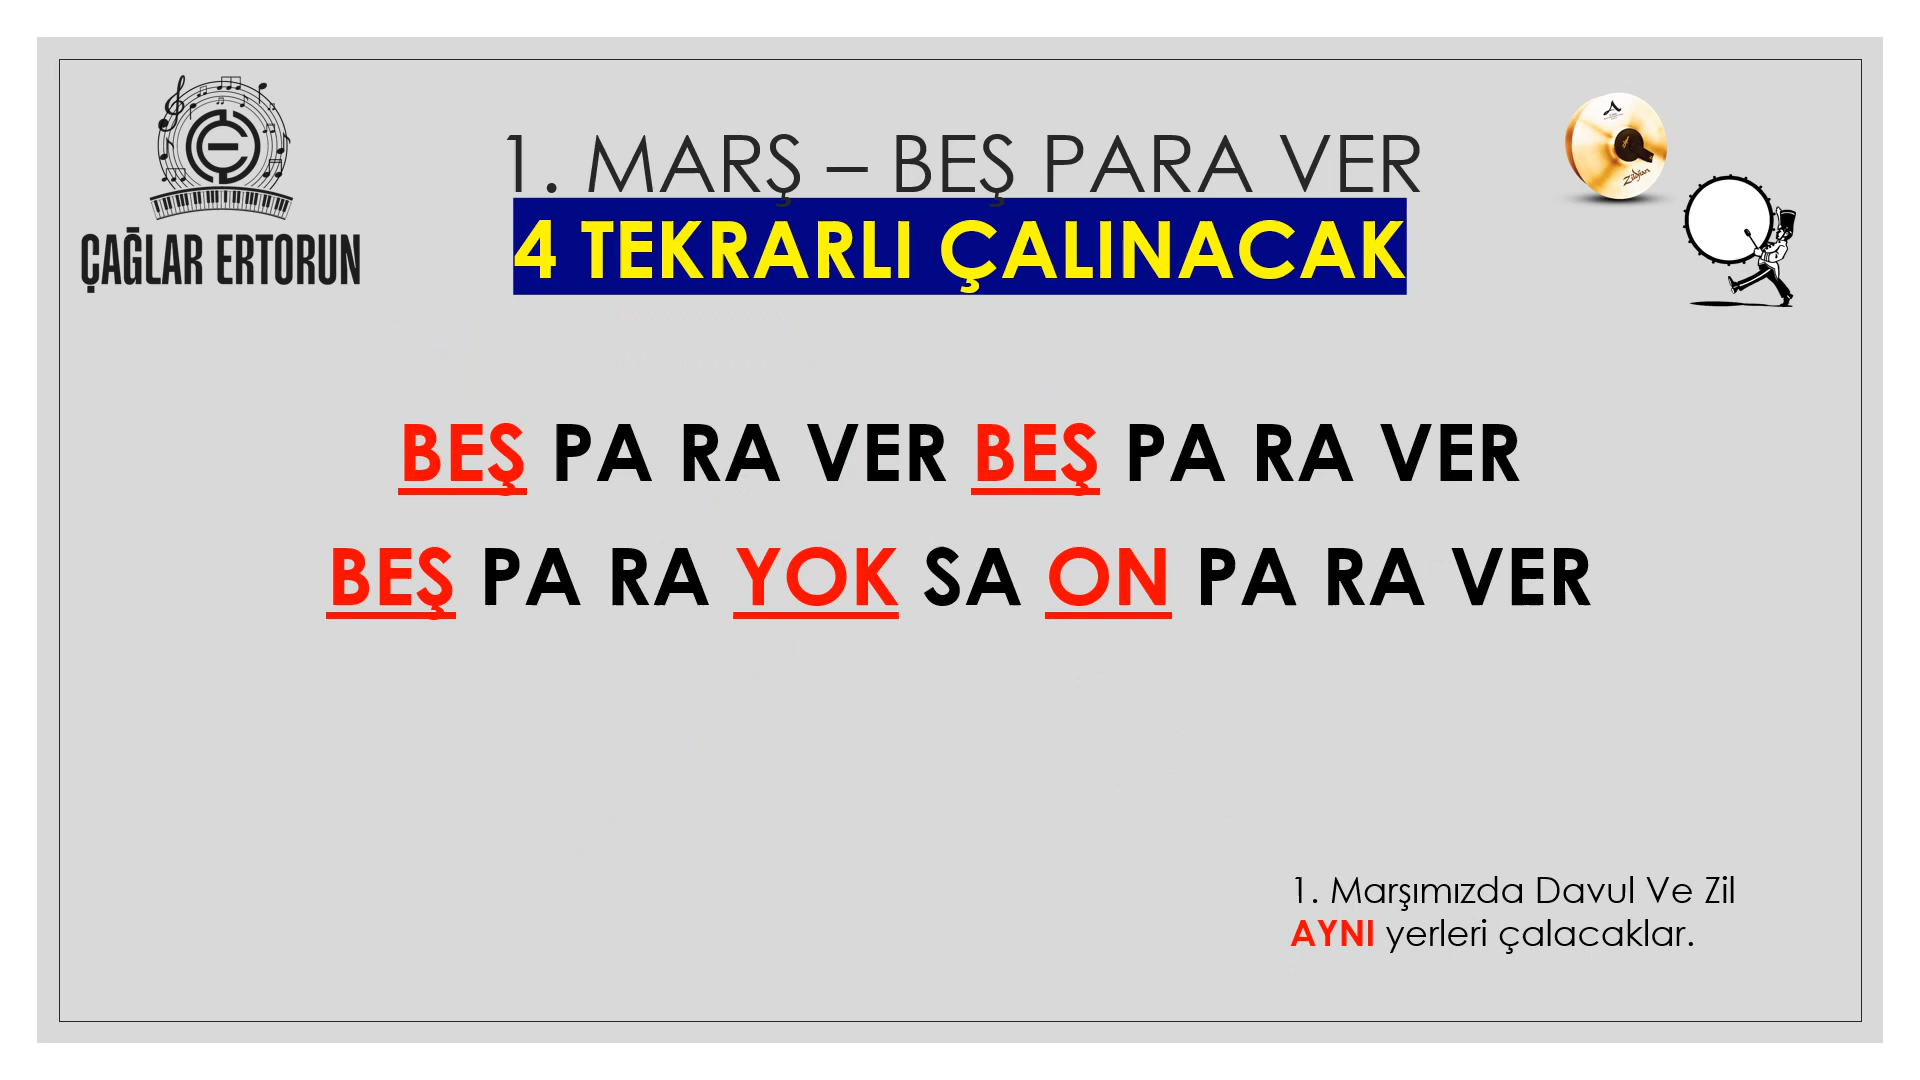 ÇAĞLAR ERTORUN
1. MARŞ – BEŞ PARA VER
4 TEKRARLI ÇALINACAK
Zildjian
BEŞ PA RA VER BEŞ PA RA VER
BEŞ PA RA YOK SA ON PA RA VER
1. Marşımızda Davul Ve Zil
AYNI yerleri çalacaklar.